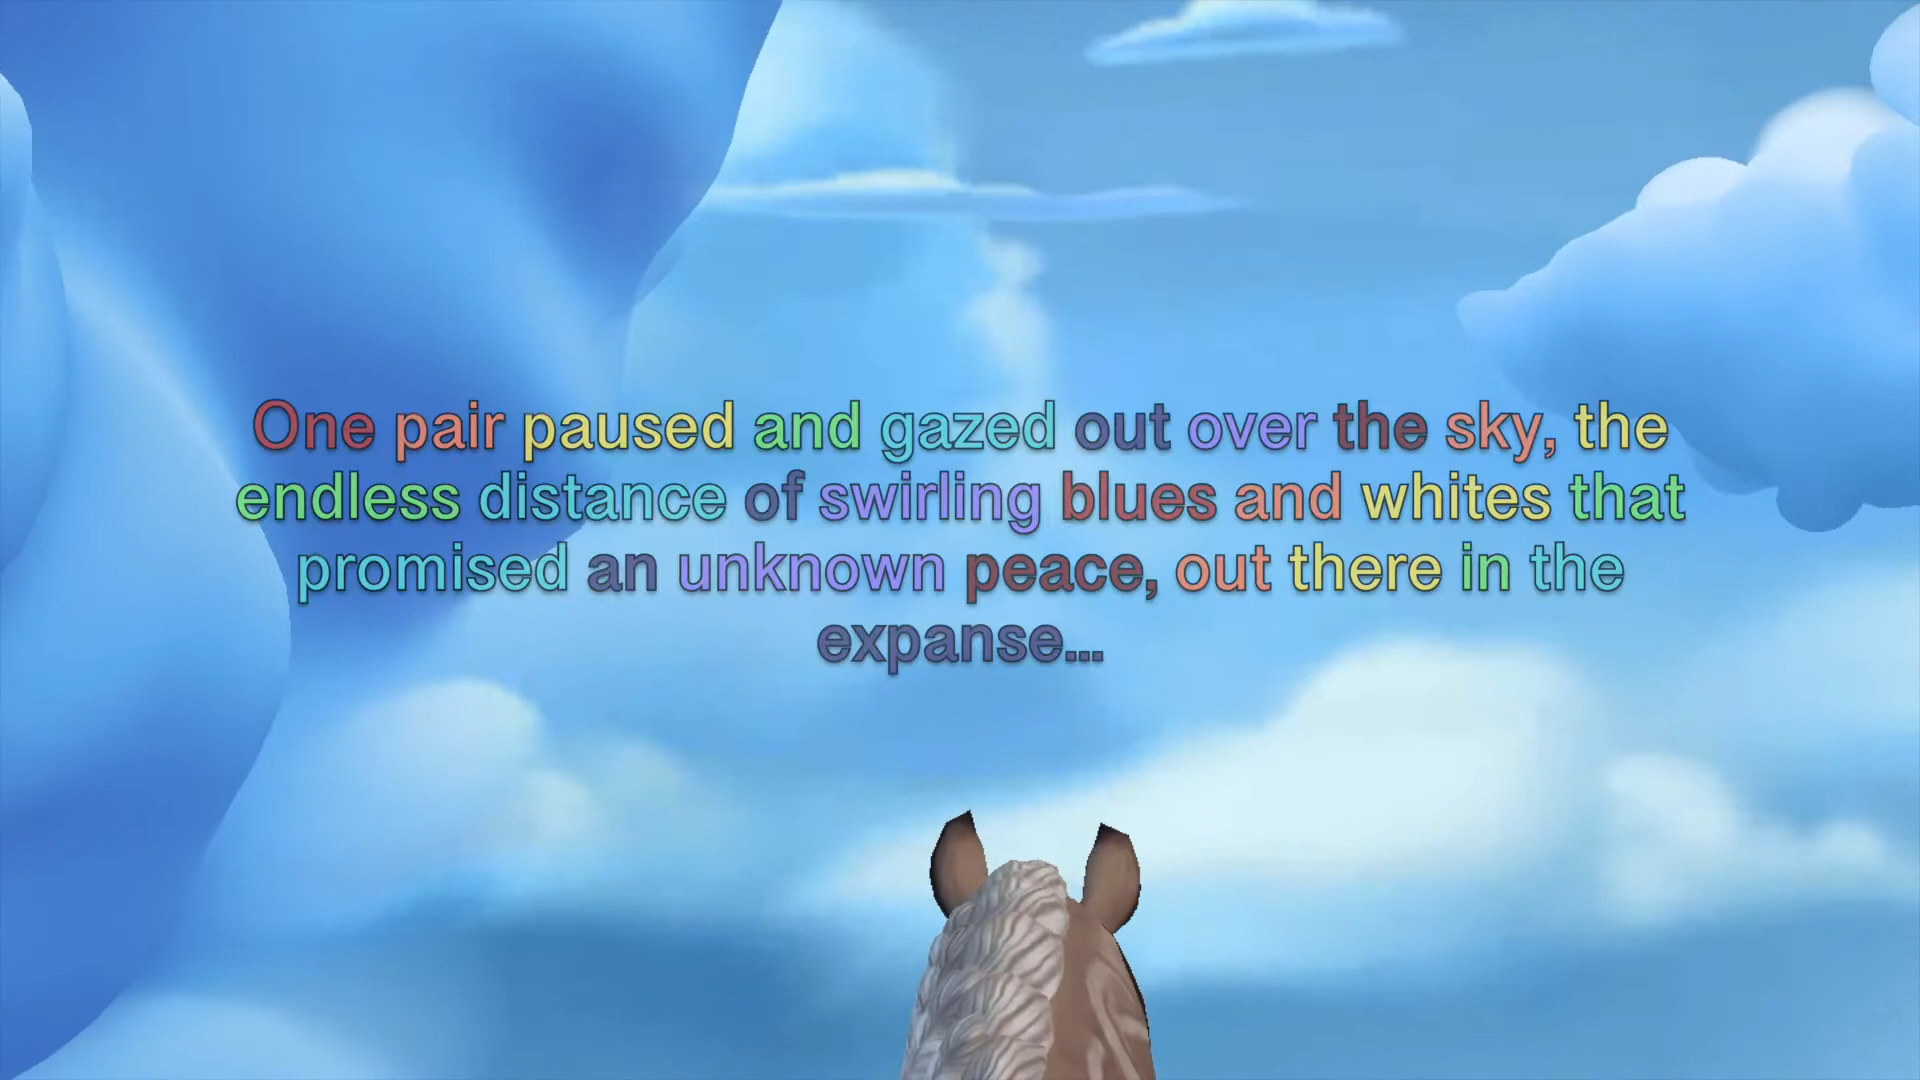 One pair paused and gazed out over the sky, the
endless distance of swirling blues and whites that
promised an unknown peace, out there in the
expanse...